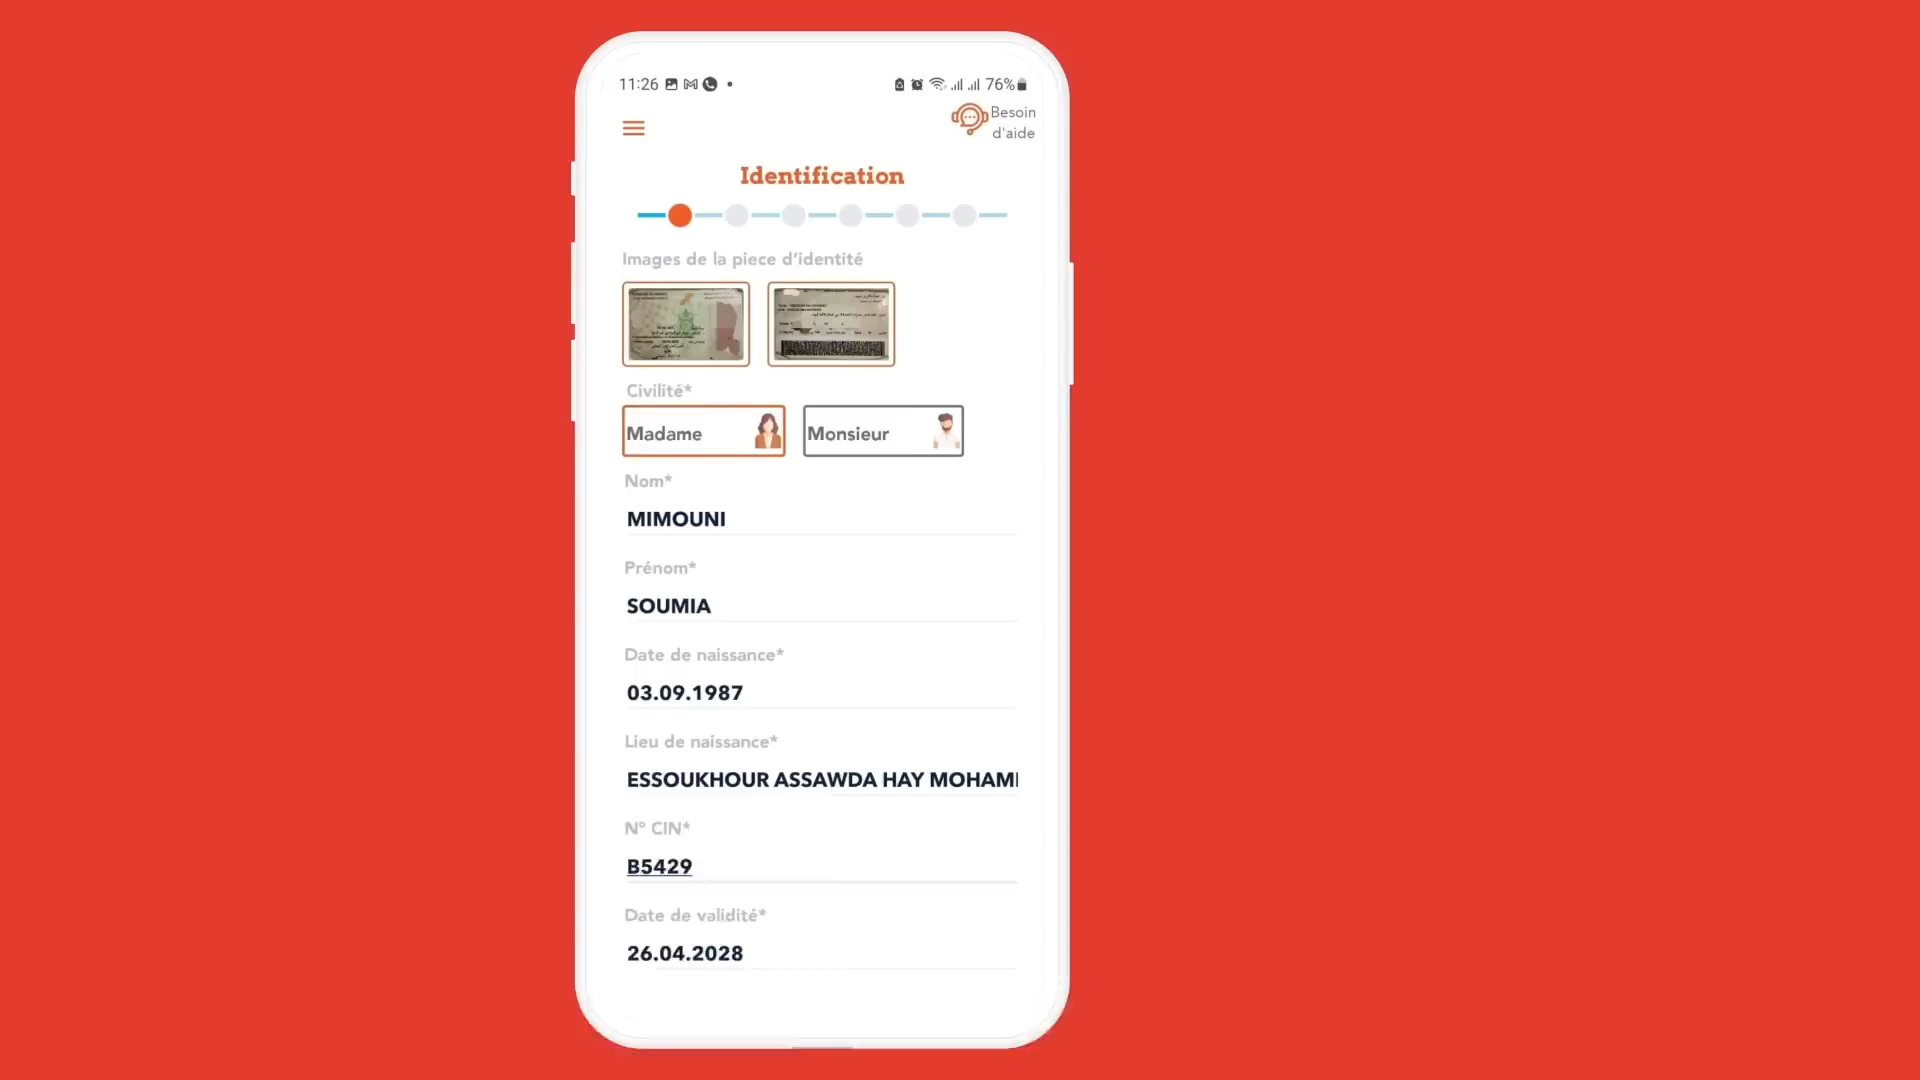 11:26
76%
Besoin
d'aide
Identification
Images de la piece d'identité
Civilité*
Madame
Monsieur
Nom*
MIMOUNI
Prénom*
SOUMIA
Date de naissance*
03.09.1987
Lieu de naissance*
ESSOUKHOUR ASSAWDA HAY
N° CIN*
B5429
Date de validité*
26.04.2028